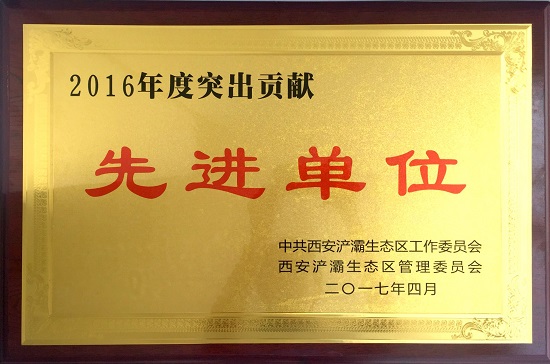 2016年度突出贡献
先进单位
中共西安浐灞生态区工作委员会
西安浐灞生态区管理委员会
二〇一七年四月